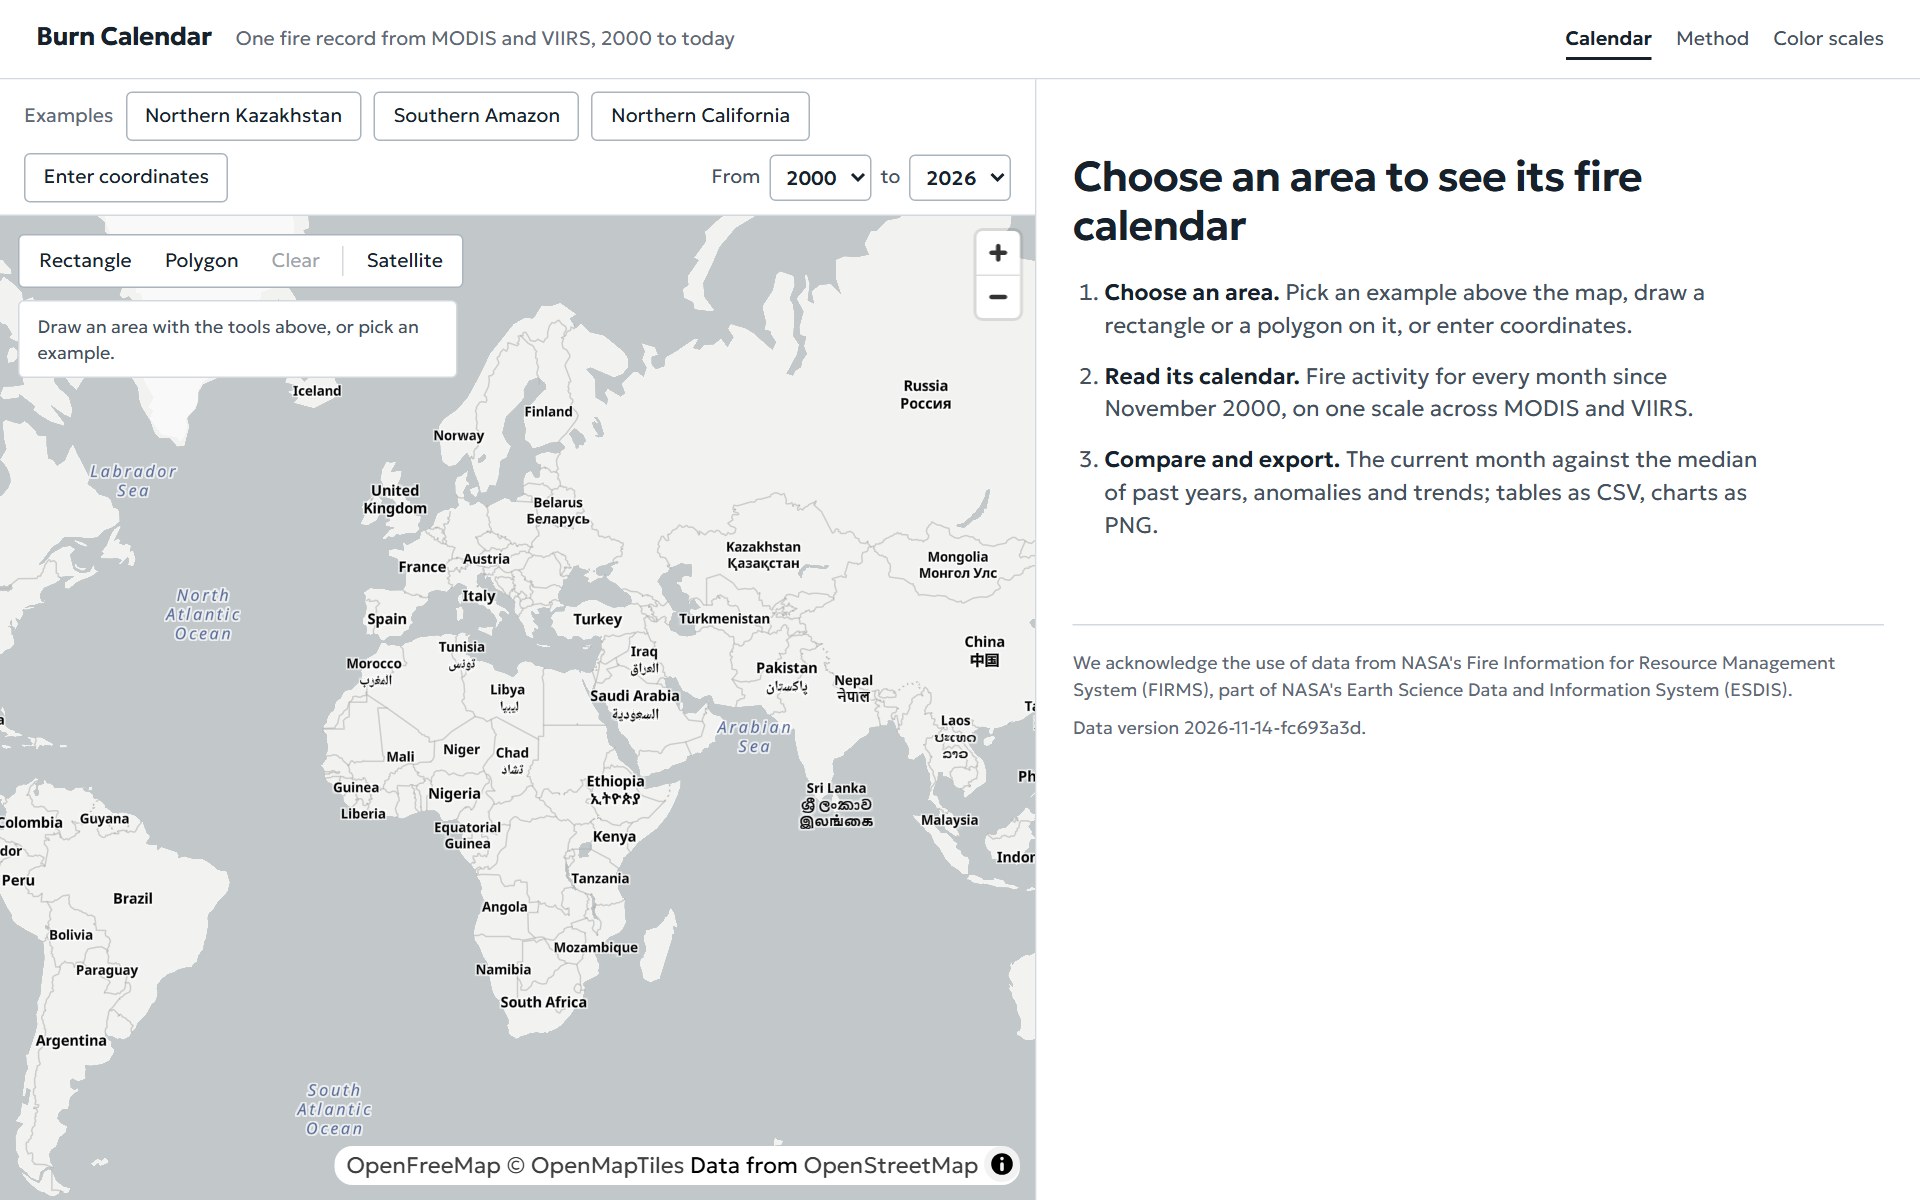 Burn Calendar One fire record from MODIS and VIIRS, 2000 to today
Calendar Method Color scales
Examples Northern Kazakhstan Southern Amazon Northern California
Enter coordinates From 2000 to 2026
Rectangle Polygon Clear Satellite
Draw an area with the tools above, or pick an
example.
Iceland
Finland
Norway
Russia
Россия
Labrador
Sea
United
Kingdom
Belarus
Беларусь
France
Austria
Kazakhstan
Қазақстан
Mongolia
Монгол Улс
North
Atlantic
Ocean
Italy
Spain
Turkey
Turkmenistan
China
中国
Morocco
المغرب
Tunisia
تونس
Iraq
العراق
Pakistan
پاکستان
Nepal
नेपाल
Libya
ليبيا
Saudi Arabia
السعودية
Arabian
Sea
Laos
ປະເທດ
ລາວ
Mali
Niger
Chad
تشاد
Ethiopia
ኢትዮጵያ
Guinea
Liberia
Nigeria
Sri Lanka
ශ්‍රී ලංකාව
இலங்கை
Malaysia
Ph
Indor
Colombia
Guyana
dor
Peru
Equatorial
Guinea
Kenya
Tanzania
Brazil
Angola
Bolivia
Mozambique
Paraguay
Namibia
South Africa
Argentina
South
Atlantic
Ocean
OpenFreeMap © OpenMapTiles Data from OpenStreetMap
Choose an area to see its fire
calendar
1. Choose an area. Pick an example above the map, draw a
rectangle or a polygon on it, or enter coordinates.
2. Read its calendar. Fire activity for every month since
November 2000, on one scale across MODIS and VIIRS.
3. Compare and export. The current month against the median
of past years, anomalies and trends; tables as CSV, charts as
PNG.
We acknowledge the use of data from NASA's Fire Information for Resource Management
System (FIRMS), part of NASA's Earth Science Data and Information System (ESDIS).
Data version 2026-11-14-fc693a3d.